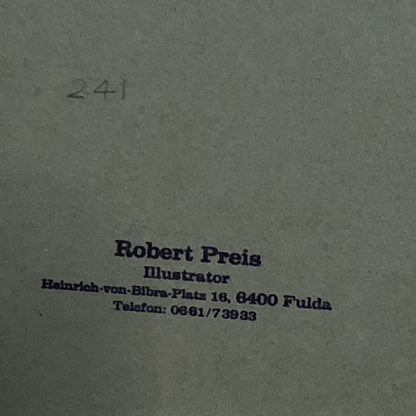 241
Robert Preis
Illustrator
Heinrich-von-Bibra-Platz 16, 6400 Fulda
Telefon: 0661/73933